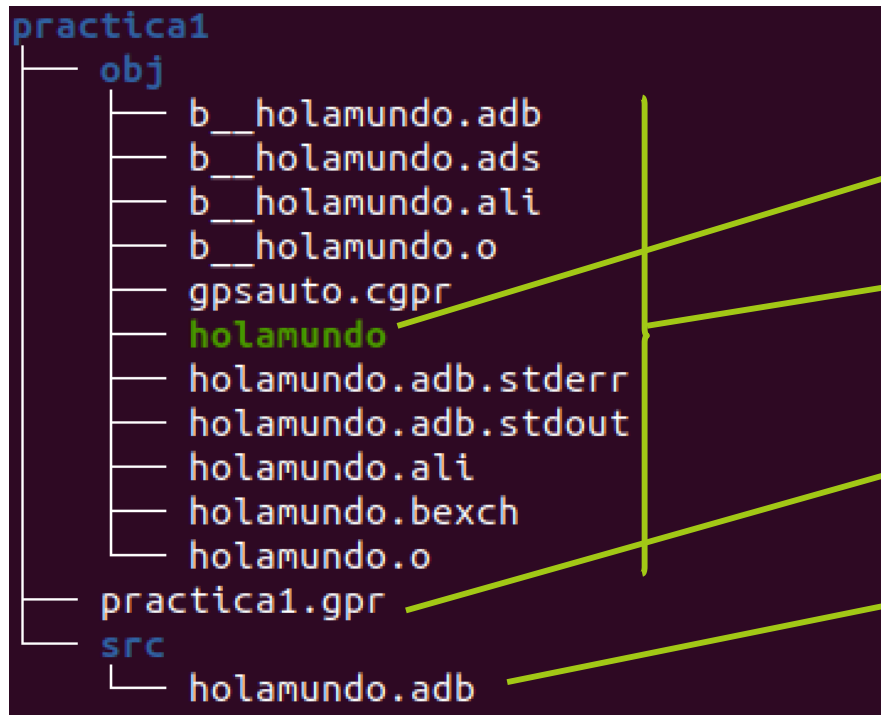 practica1
obj
b__holamundo.adb
b__holamundo.ads
b__holamundo.ali
b__holamundo.o
gpsauto.cgpr
holamundo
holamundo.adb.stderr
holamundo.adb.stdout
holamundo.ali
holamundo.bexch
holamundo.o
practica1.gpr
src
holamundo.adb